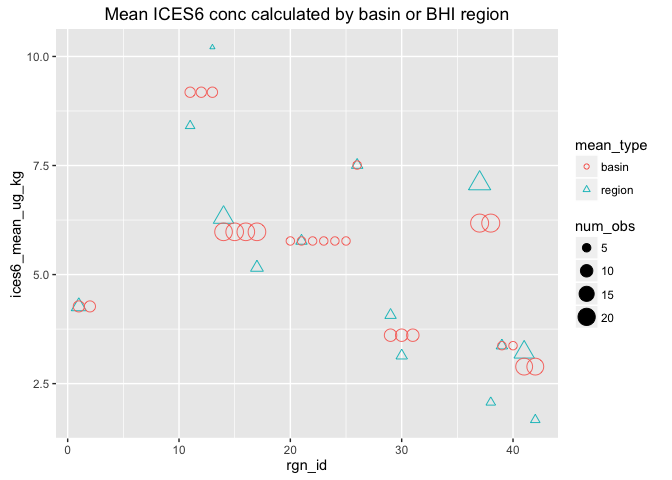 Mean ICES6 conc calculated by basin or BHI region
ices6_mean_ug_kg
10.0
7.5
5.0
2.5
0
10
20
30
40
rgn_id
mean_type
basin
region
num_obs
5
10
15
20